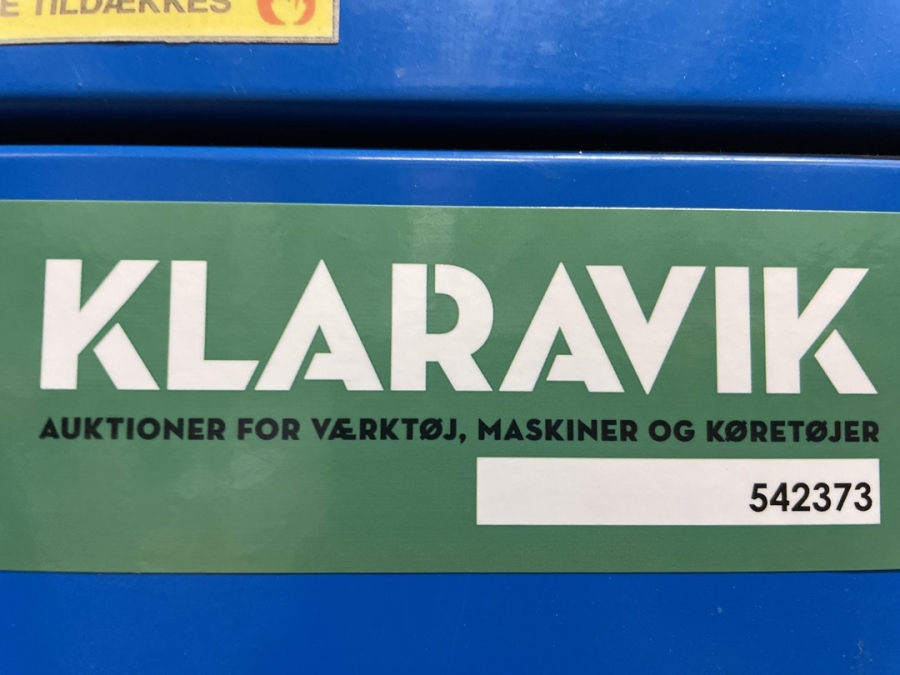 E TILDÆKKES
KLARAVIK
AUKTIONER FOR VÆRKTØJ, MASKINER OG KØRETØJER
542373